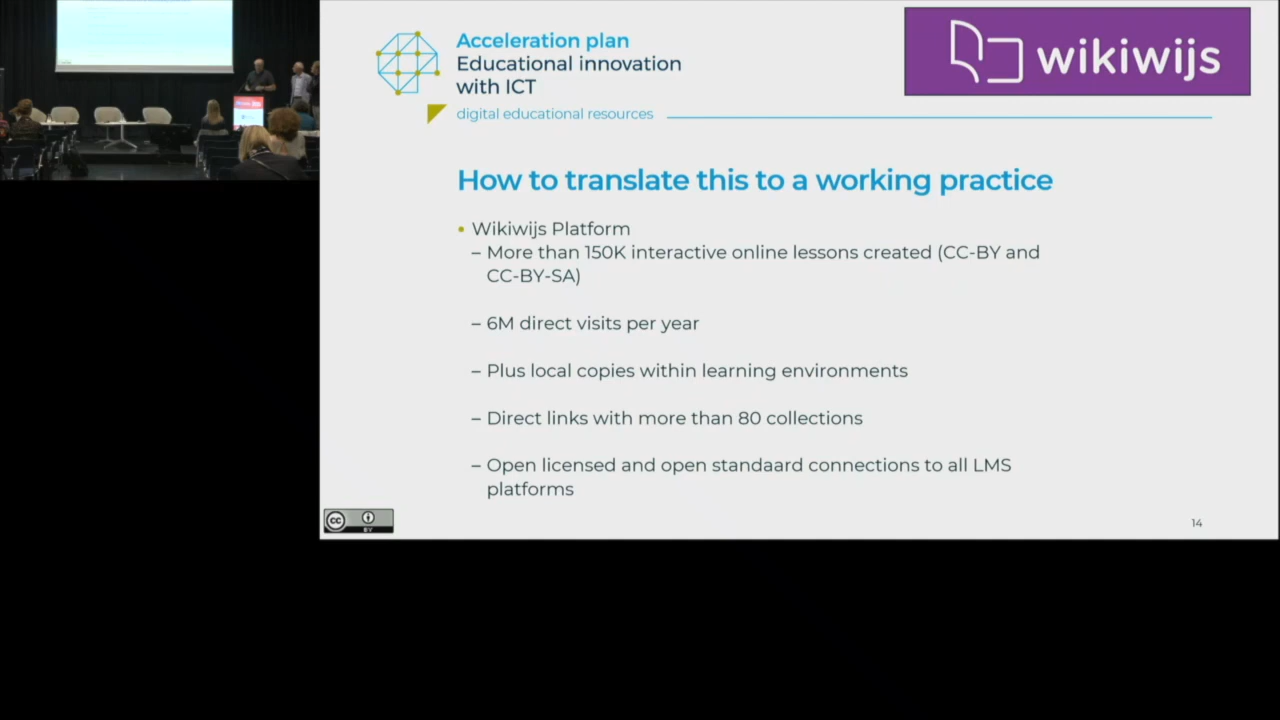 Acceleration plan
Educational innovation
with ICT
digital educational resources
wikiwijs
How to translate this to a working practice
• Wikiwijs Platform
– More than 150K interactive online lessons created (CC-BY and
CC-BY-SA)
– 6M direct visits per year
– Plus local copies within learning environments
– Direct links with more than 80 collections
– Open licensed and open standaard connections to all LMS
platforms
cc
BY
14